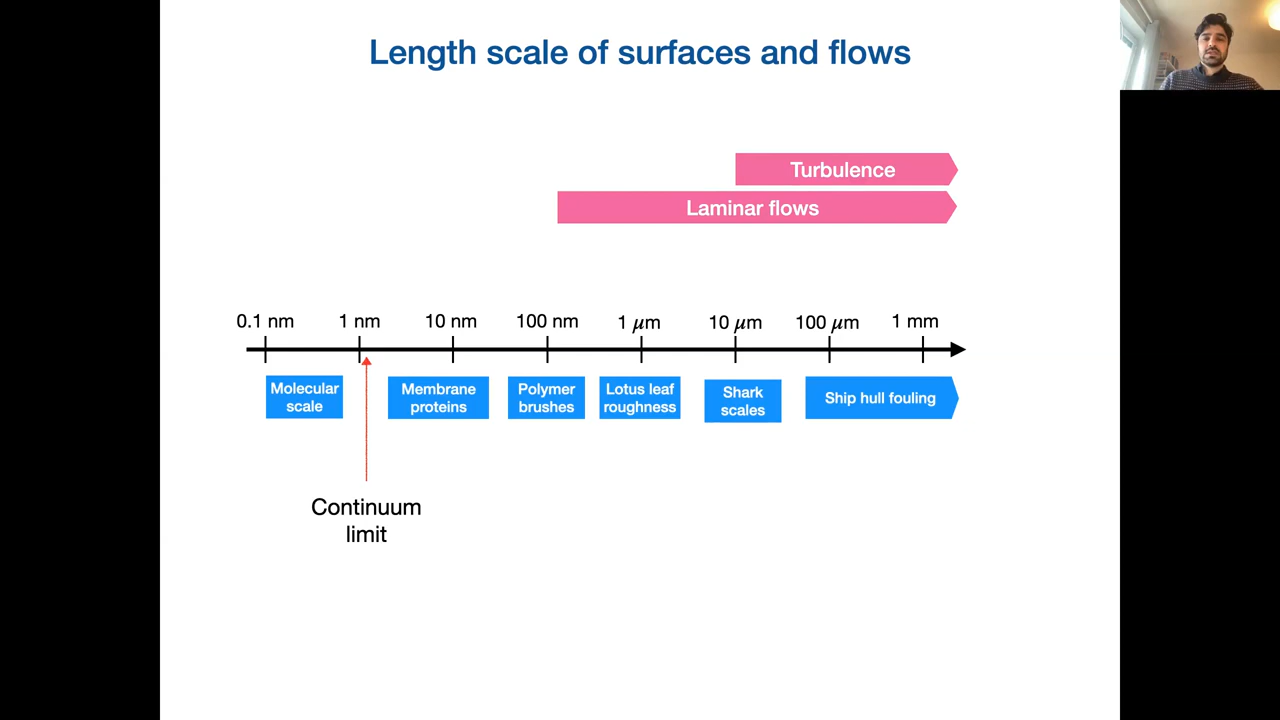 Length scale of surfaces and flows
Turbulence
Laminar flows
0.1 nm 1 nm 10 nm 100 nm 1 μm 10 μm 100 μm 1 mm
Molecular
scale
Membrane
proteins
Polymer
brushes
Lotus leaf
roughness
Shark
scales
Ship hull fouling
Continuum
limit